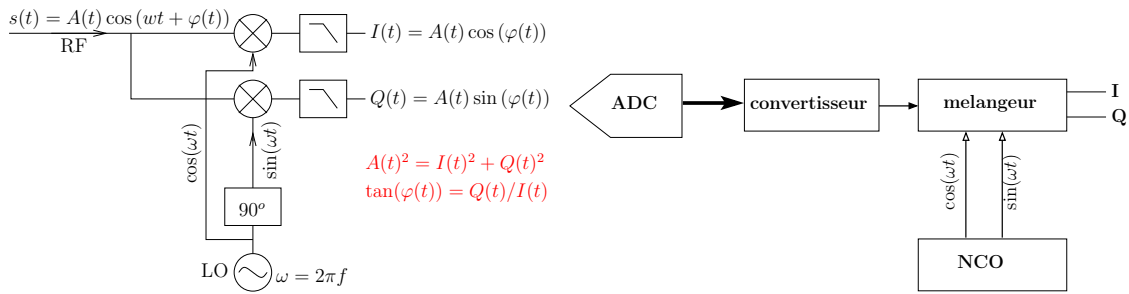 s(t) = A(t) cos (wt + φ(t))
RF
I(t) = A(t) cos (φ(t))
Q(t) = A(t) sin (φ(t))
cos(ωt)
sin(ωt)
A(t)² = I(t)² + Q(t)²
tan(φ(t)) = Q(t)/I(t)
90º
LO
ω = 2πf
ADC
convertisseur
melangeur
I
Q
cos(ωt)
sin(ωt)
NCO